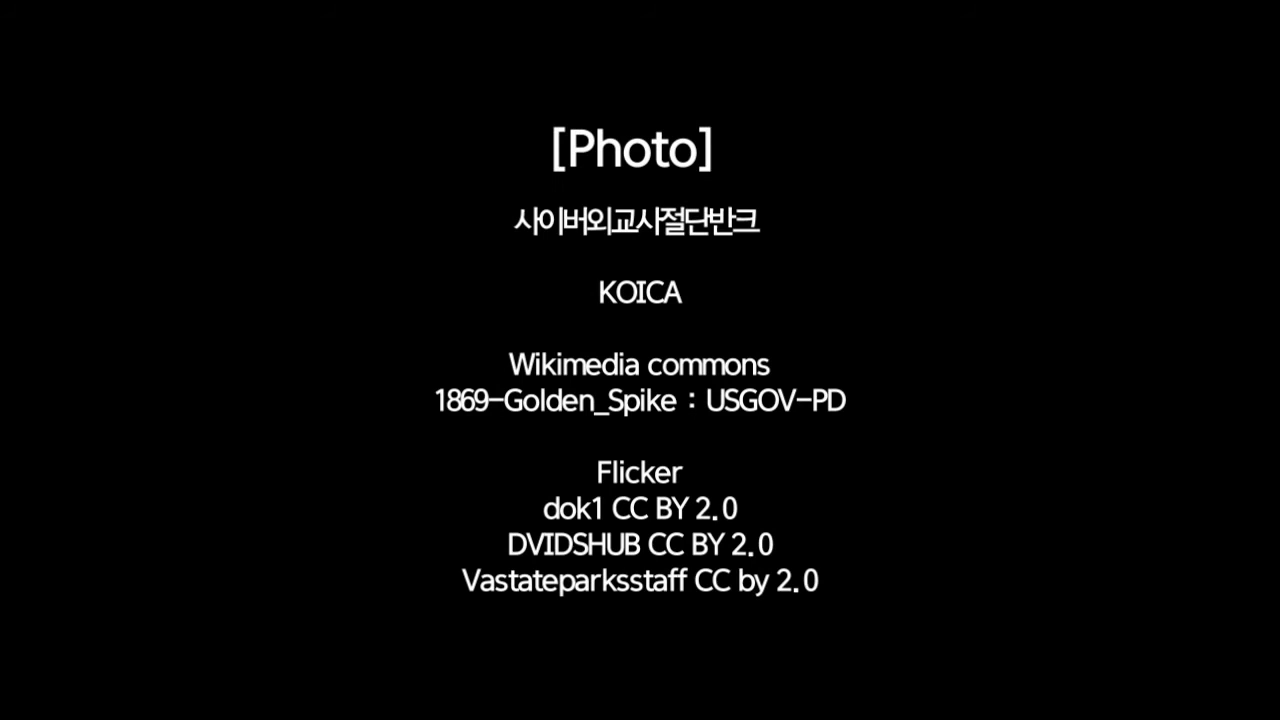 [Photo]
사이버외교사절단반크
KOICA
Wikimedia commons
1869-Golden_Spike : USGOV-PD
Flicker
dok1 CC BY 2.0
DVIDSHUB CC BY 2.0
Vastateparksstaff CC by 2.0